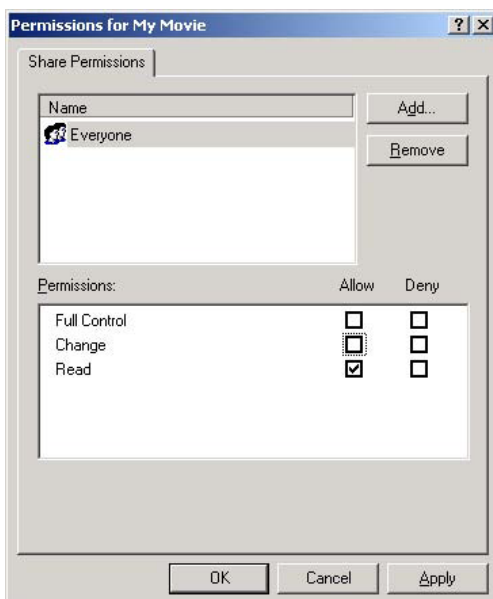 Permissions for My Movie
Share Permissions
Name
Add...
Everyone
Remove
Permissions: Allow Deny
Full Control
Change
Read
OK Cancel Apply